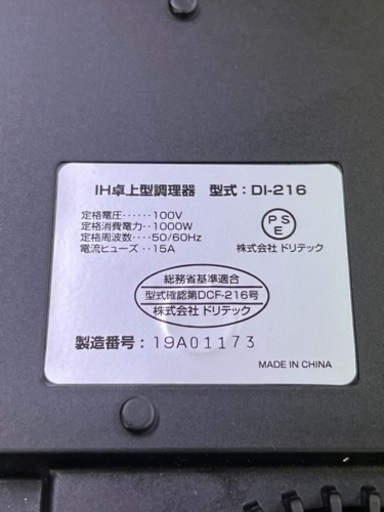 IH卓上型調理器 型式：DI-216
定格電圧……100V
定格消費電力‥1000W
定格周波数‥‥50/60Hz
電流ヒューズ‥15A
PSE
株式会社 ドリテック
総務省基準適合
型式確認第DCF-216号
株式会社 ドリテック
製造番号：19A01173
MADE IN CHINA